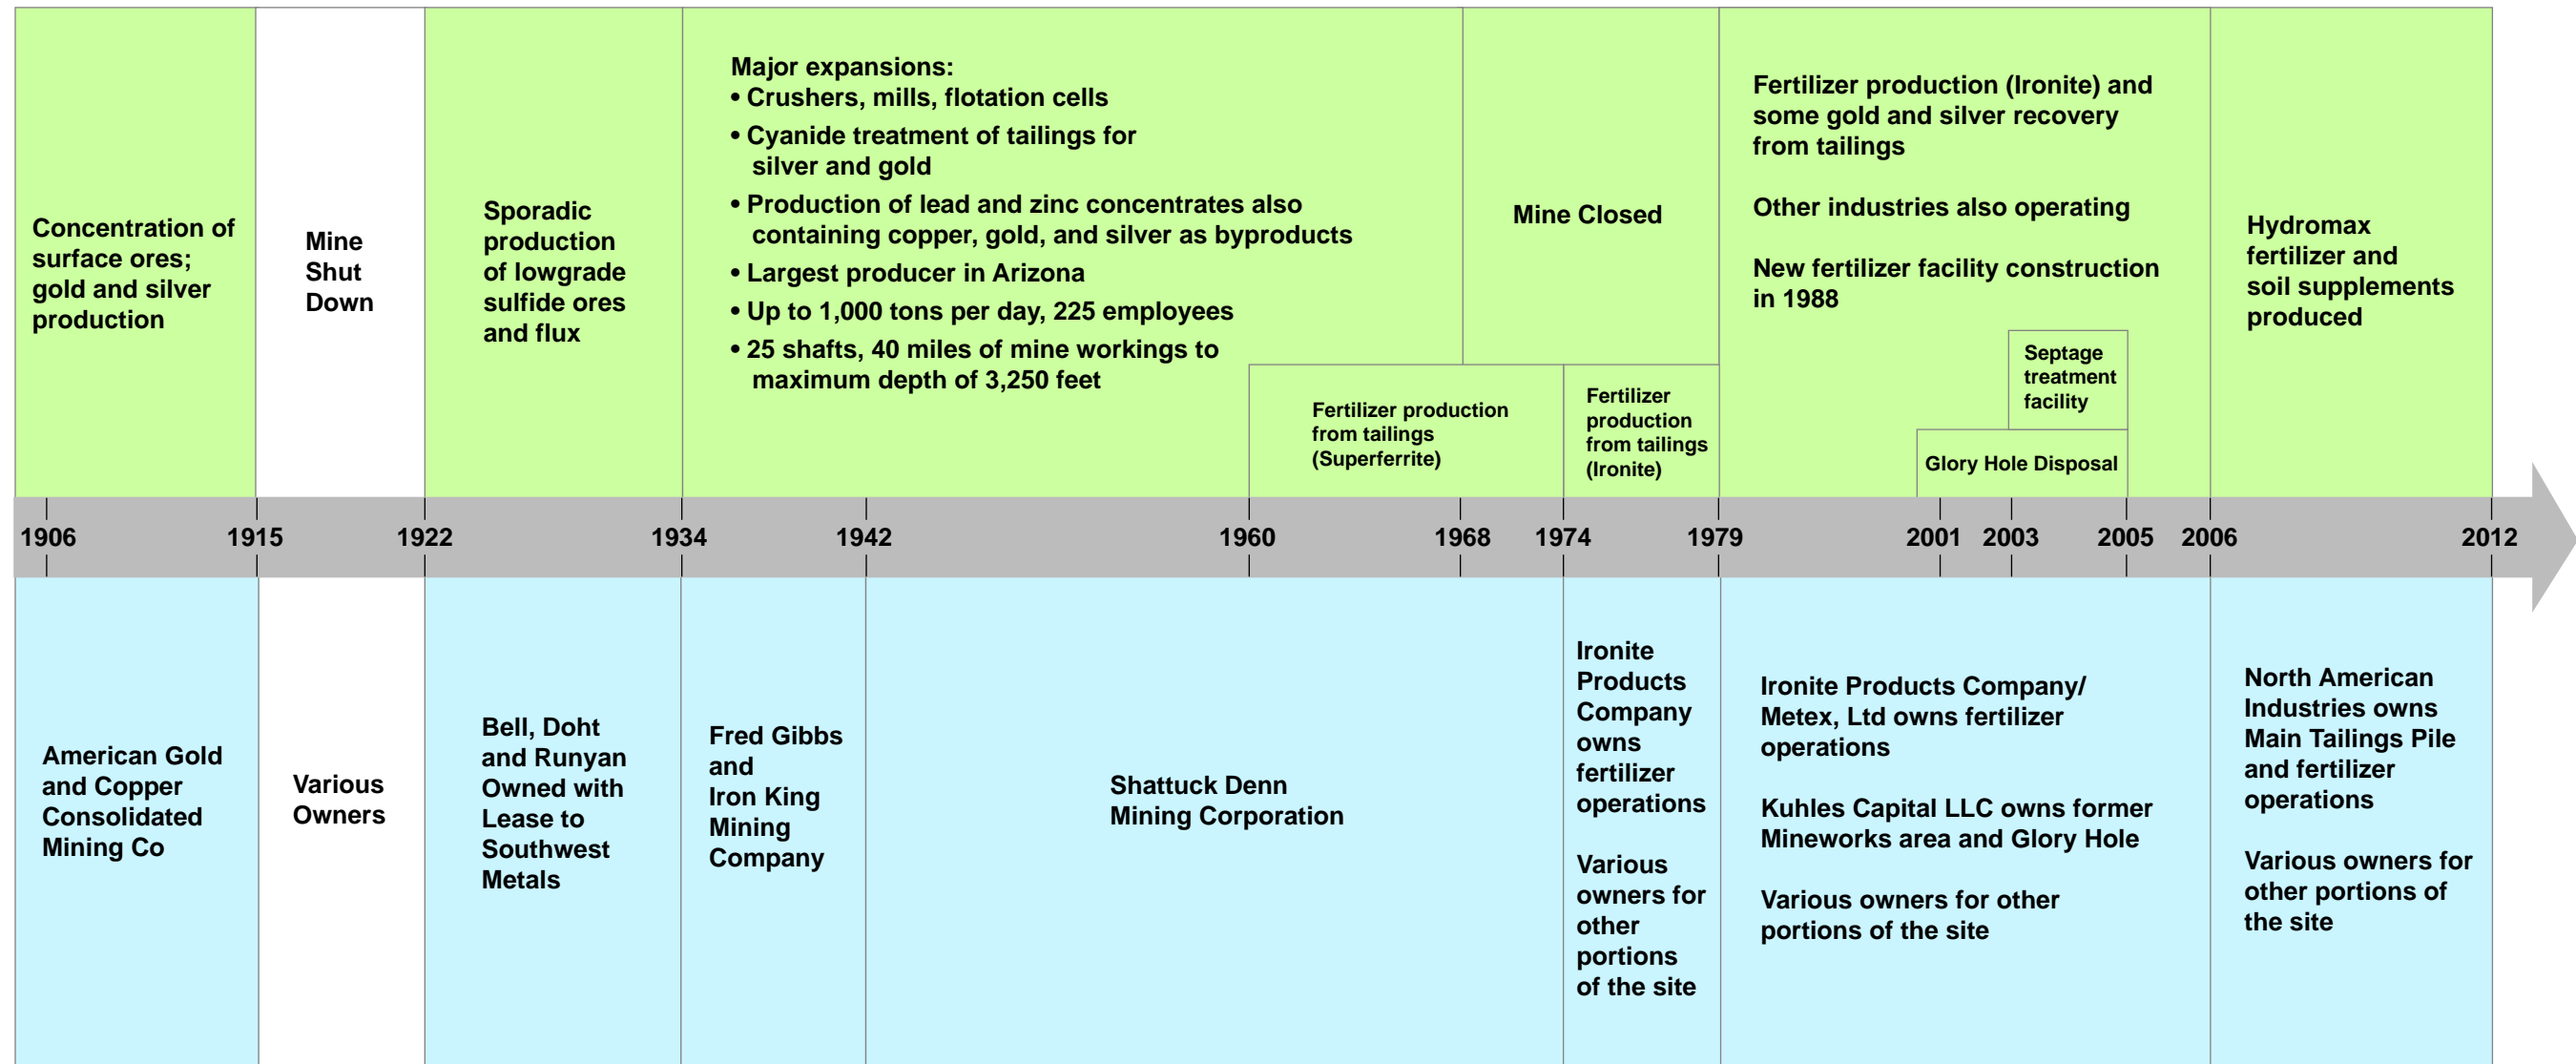 Concentration of
surface ores;
gold and silver
production
Mine
Shut
Down
Sporadic
production
of lowgrade
sulfide ores
and flux
Major expansions:
• Crushers, mills, flotation cells
• Cyanide treatment of tailings for
silver and gold
• Production of lead and zinc concentrates also
containing copper, gold, and silver as byproducts
• Largest producer in Arizona
• Up to 1,000 tons per day, 225 employees
• 25 shafts, 40 miles of mine workings to
maximum depth of 3,250 feet
Fertilizer production
from tailings
(Superferrite)
Mine Closed
Fertilizer
production
from tailings
(Ironite)
Fertilizer production (Ironite) and
some gold and silver recovery
from tailings
Other industries also operating
New fertilizer facility construction
in 1988
Septage
treatment
facility
Glory Hole Disposal
Hydromax
fertilizer and
soil supplements
produced
1906 1915 1922 1934 1942 1960 1968 1974 1979 2001 2003 2005 2006 2012
American Gold
and Copper
Consolidated
Mining Co
Various
Owners
Bell, Doht
and Runyan
Owned with
Lease to
Southwest
Metals
Fred Gibbs
and
Iron King
Mining
Company
Shattuck Denn
Mining Corporation
Ironite
Products
Company
owns
fertilizer
operations
Various
owners for
other
portions
of the site
Ironite Products Company/
Metex, Ltd owns fertilizer
operations
Kuhles Capital LLC owns former
Mineworks area and Glory Hole
Various owners for other
portions of the site
North American
Industries owns
Main Tailings Pile
and fertilizer
operations
Various owners for
other portions of
the site